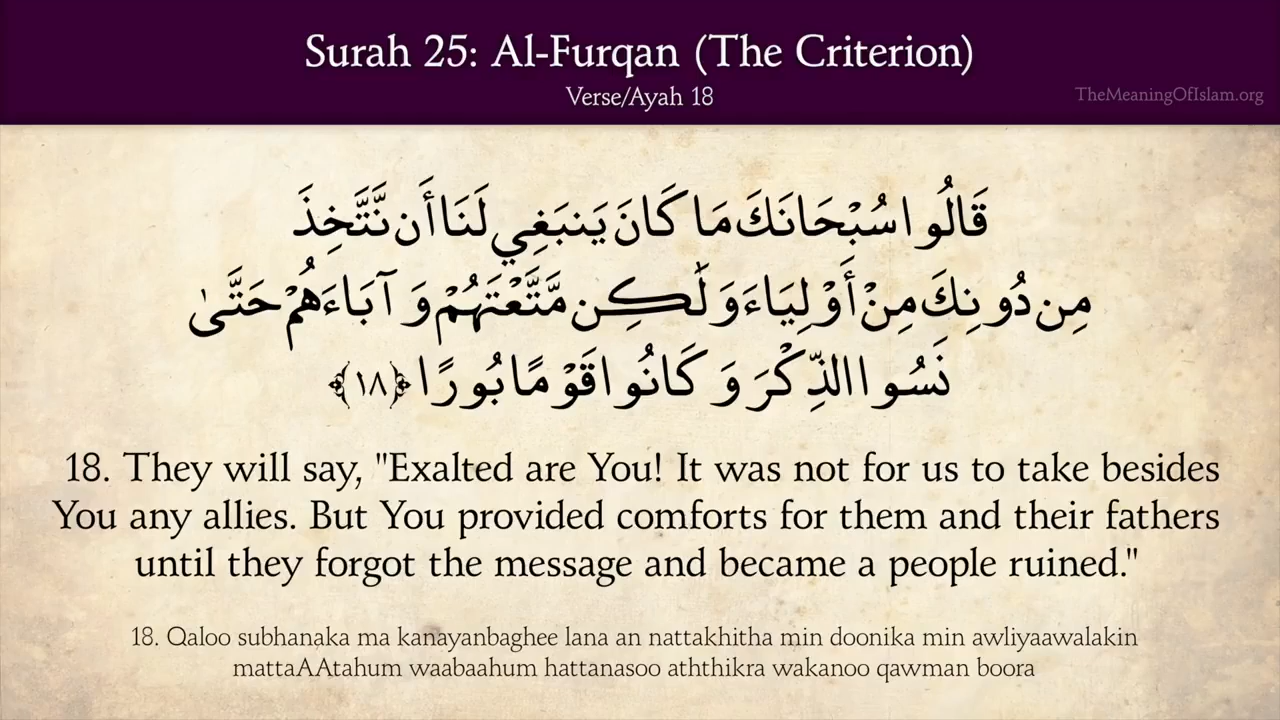 Surah 25: Al-Furqan (The Criterion)
Verse/Ayah 18
TheMeaningOfIslam.org
قَالُوا سُبْحَانَكَ مَا كَانَ يَنبَغِي لَنَا أَن نَّتَّخِذَ
مِن دُونِكَ مِنْ أَوْلِيَاءَ وَلَٰكِن مَّتَّعْتَهُمْ وَآبَاءَهُمْ حَتَّىٰ
نَسُوا الذِّكْرَ وَكَانُوا قَوْمًا بُورًا ﴿١٨﴾
18. They will say, "Exalted are You! It was not for us to take besides
You any allies. But You provided comforts for them and their fathers
until they forgot the message and became a people ruined."
18. Qaloo subhanaka ma kanayanbaghee lana an nattakhitha min doonika min awliyaawalakin
mattaAAtahum waabaahum hattanasoo aththikra wakanoo qawman boora